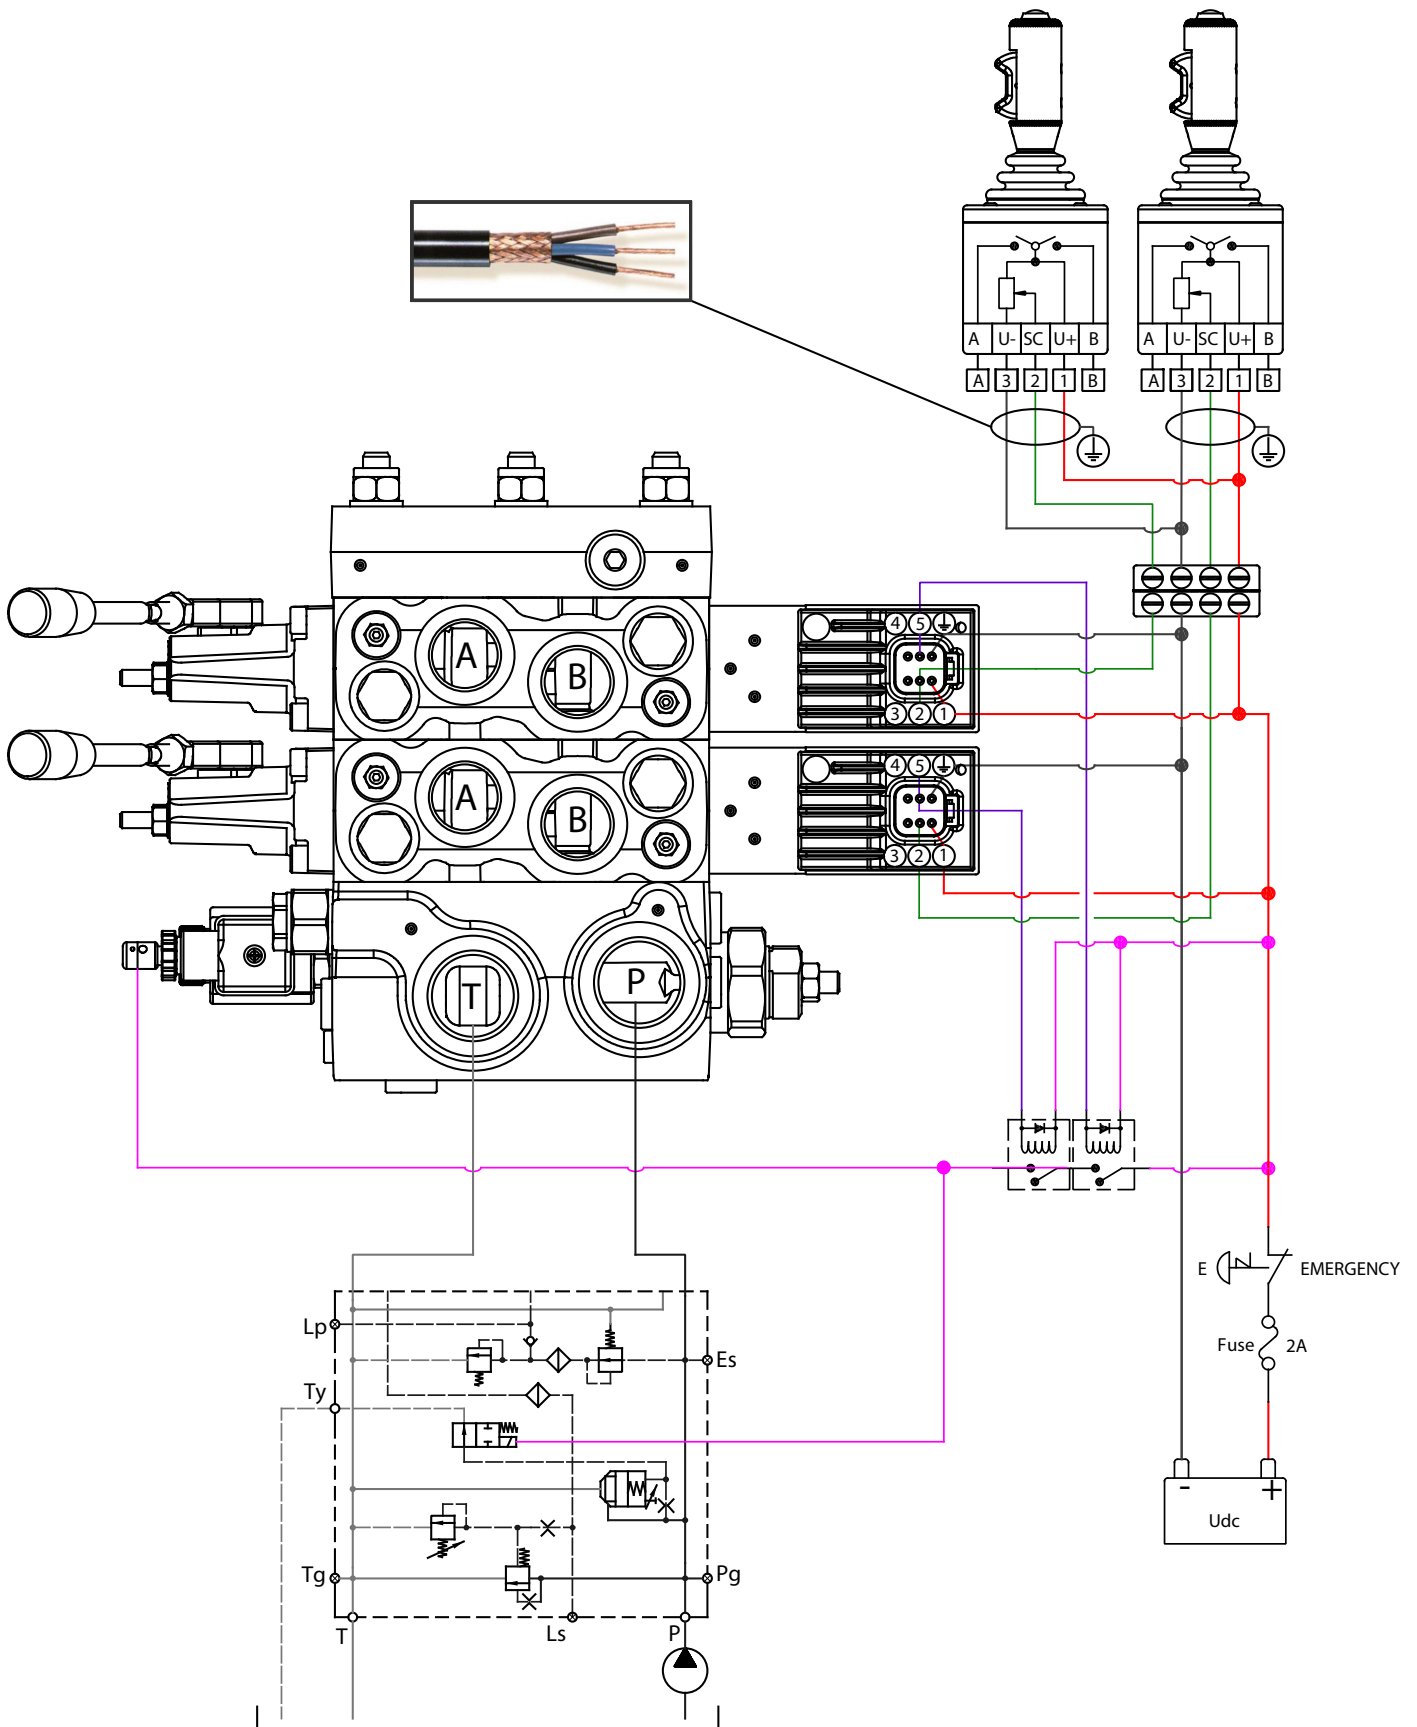 A U- SC U+ B
A U- SC U+ B
A 3 2 1 B
A 3 2 1 B
4 5
A
B
3 2 1
4 5
A
B
3 2 1
T
P
E
EMERGENCY
Fuse 2A
Lp
Es
Ty
- +
Udc
Tg
Pg
T
Ls
P